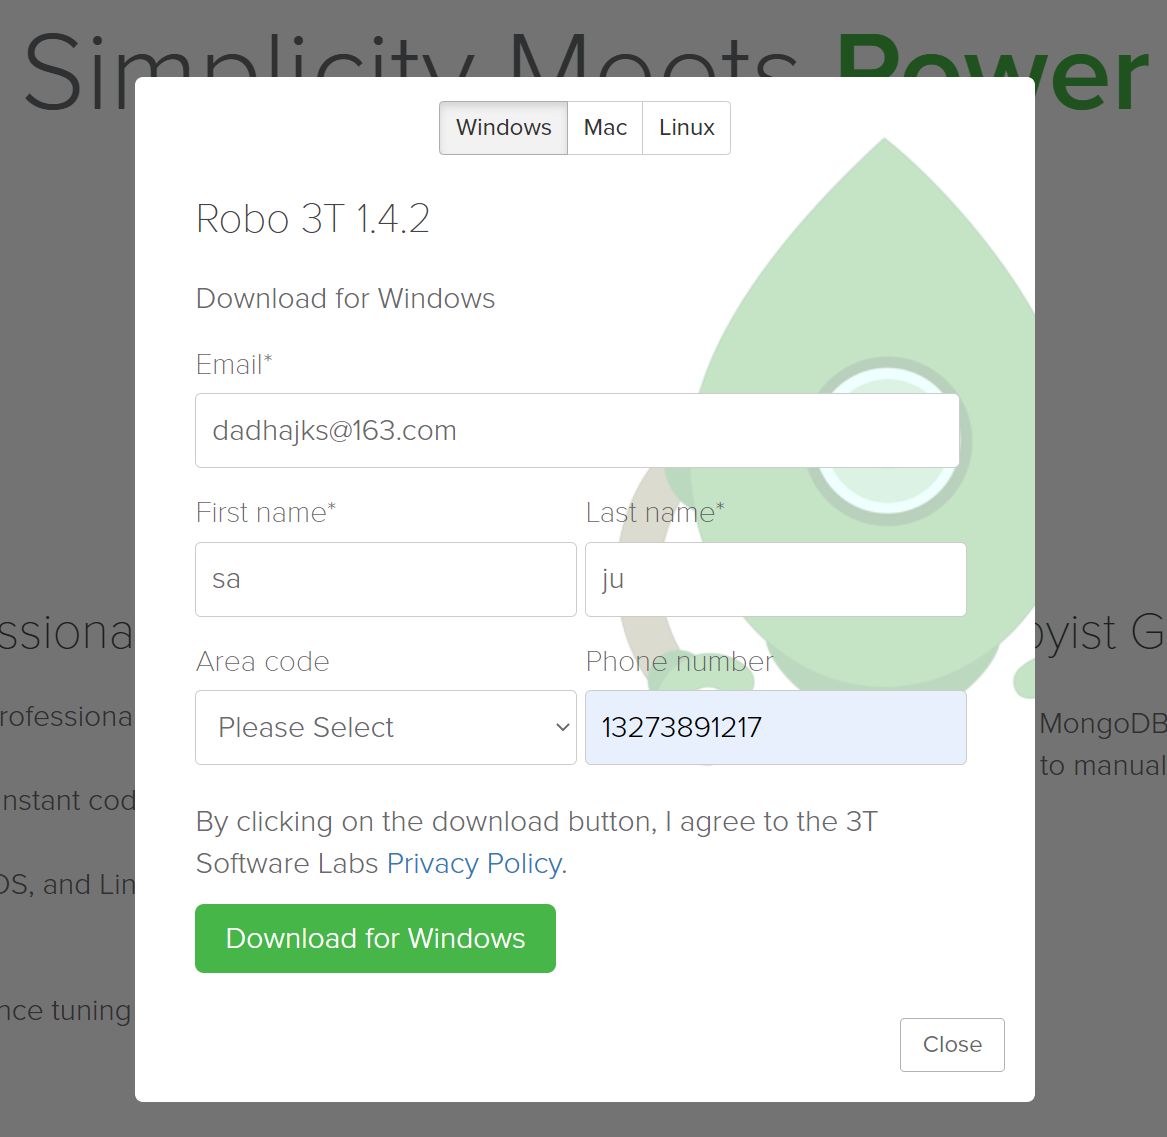 Simplicity Meets Power
Windows Mac Linux
Robo 3T 1.4.2
Download for Windows
Email*
dadhajks@163.com
First name* Last name*
sa ju
Area code Phone number
Please Select 13273891217
By clicking on the download button, I agree to the 3T
Software Labs Privacy Policy.
Download for Windows
Close
ssiona
yist G
rofessiona
MongoDB
to manual
nstant cod
OS, and Lin
nce tuning